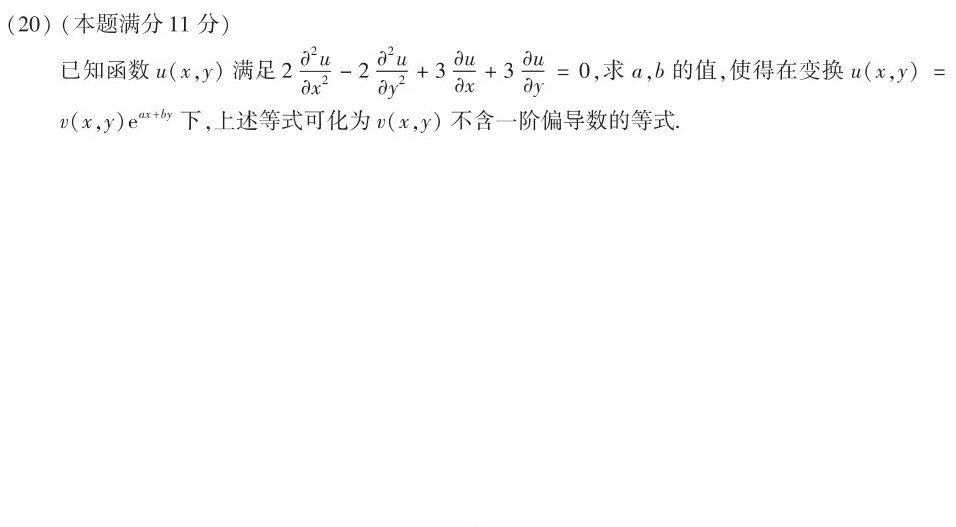 (20) (本题满分 11 分)
已知函数 u(x,y) 满足 2 ∂²u/∂x² − 2 ∂²u/∂y² + 3 ∂u/∂x + 3 ∂u/∂y = 0,求 a,b 的值,使得在变换 u(x,y) =
v(x,y)e^{ax+by} 下,上述等式可化为 v(x,y) 不含一阶偏导数的等式.